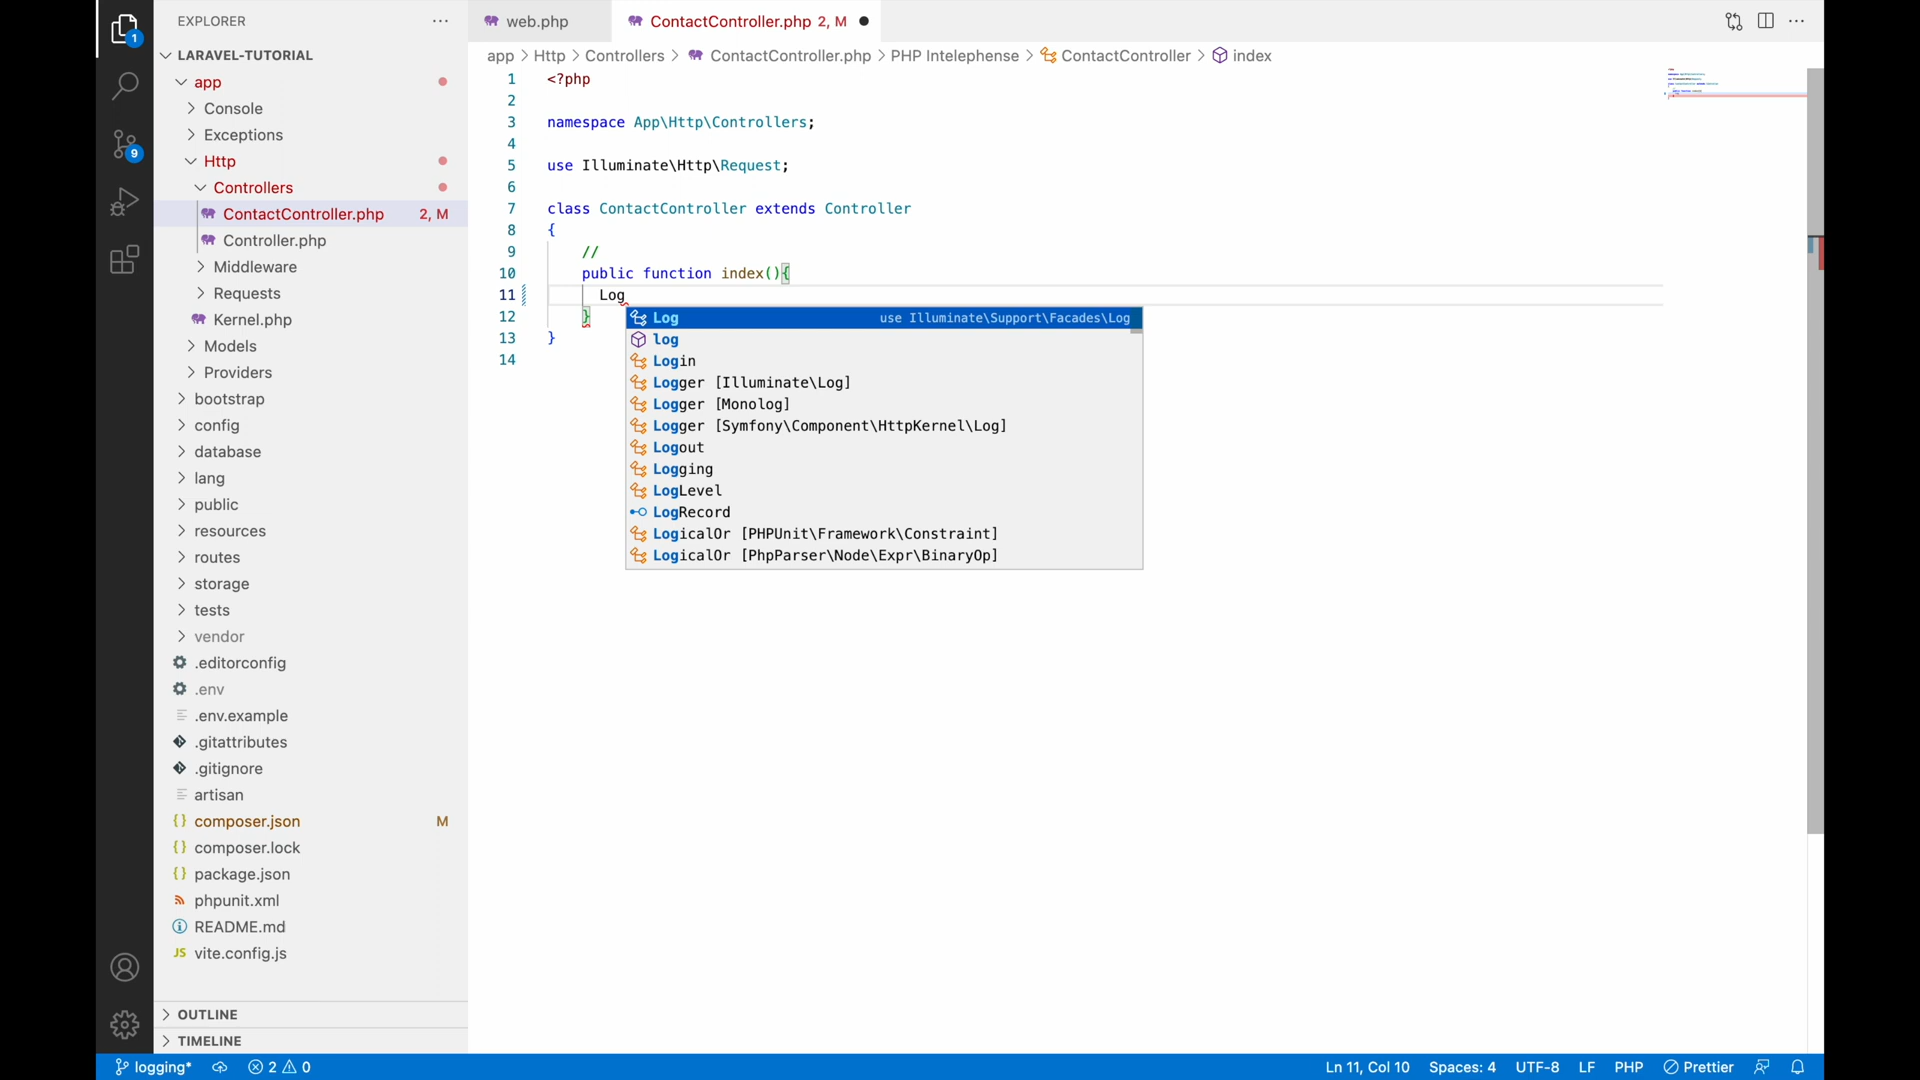 EXPLORER
LARAVEL-TUTORIAL
app
Console
Exceptions
Http
Controllers
ContactController.php 2, M
Controller.php
Middleware
Requests
Kernel.php
Models
Providers
bootstrap
config
database
lang
public
resources
routes
storage
tests
vendor
.editorconfig
.env
.env.example
.gitattributes
.gitignore
artisan
composer.json M
composer.lock
package.json
phpunit.xml
README.md
JS vite.config.js
OUTLINE
TIMELINE
1
9
web.php
ContactController.php 2, M
app > Http > Controllers > ContactController.php > PHP Intelephense > ContactController > index
1 <?php
2
3 namespace App\Http\Controllers;
4
5 use Illuminate\Http\Request;
6
7 class ContactController extends Controller
8 {
9 //
10 public function index(){
11 Log
12 }
13 }
14
Log use Illuminate\Support\Facades\Log
log
Login
Logger [Illuminate\Log]
Logger [Monolog]
Logger [Symfony\Component\HttpKernel\Log]
Logout
Logging
LogLevel
LogRecord
LogicalOr [PHPUnit\Framework\Constraint]
LogicalOr [PhpParser\Node\Expr\BinaryOp]
logging* 2 0 Ln 11, Col 10 Spaces: 4 UTF-8 LF PHP Prettier